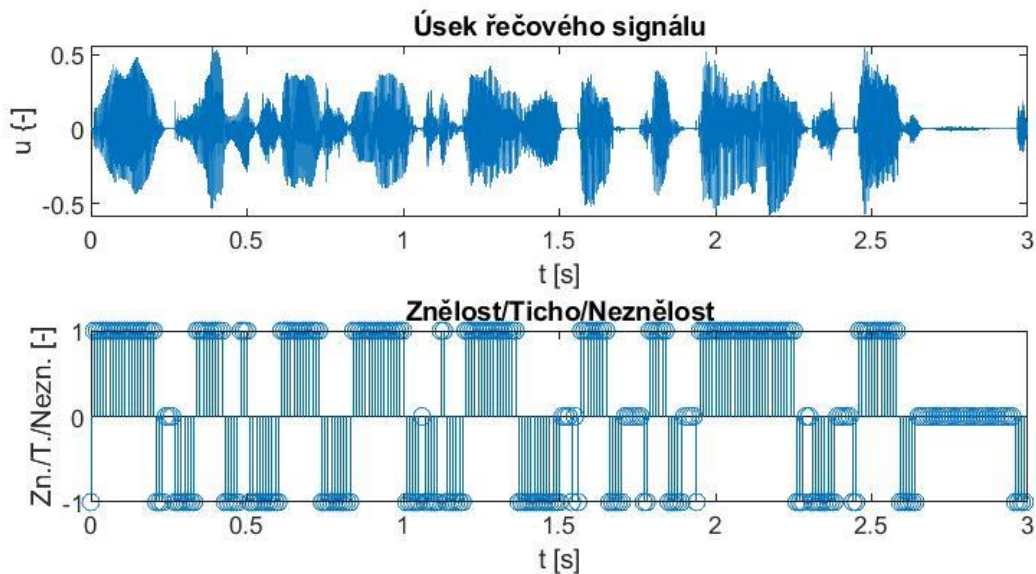 Úsek řečového signálu
u {-]
0.5
0
-0.5
0 0.5 1 1.5 2 2.5 3
t [s]
Znělost/Ticho/Neznělost
Zn./T./Nezn. [-]
1
0
-1
0 0.5 1 1.5 2 2.5 3
t [s]